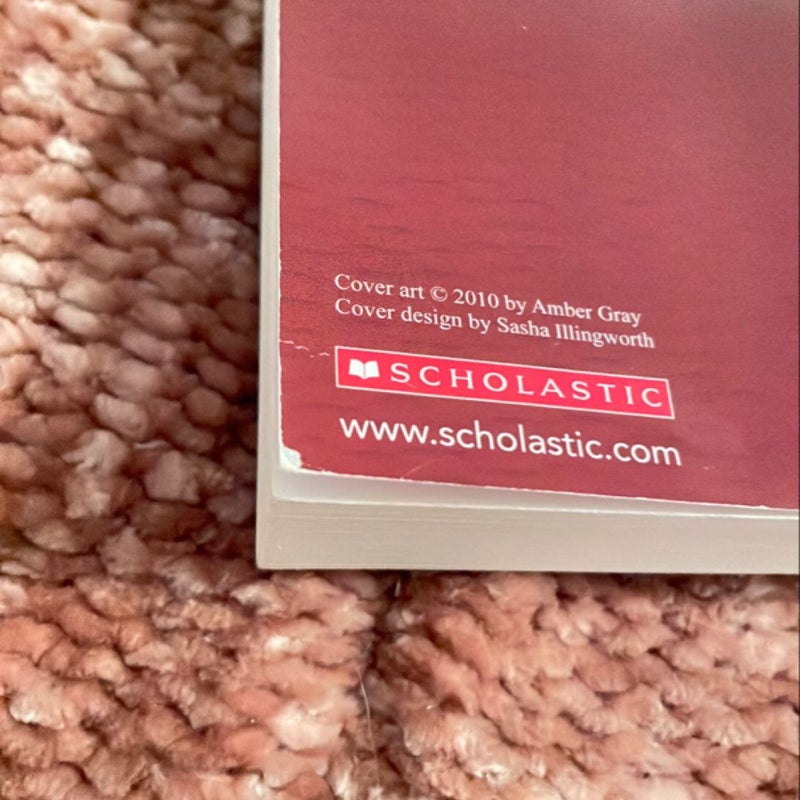 Cover art © 2010 by Amber Gray
Cover design by Sasha Illingworth
SCHOLASTIC
www.scholastic.com